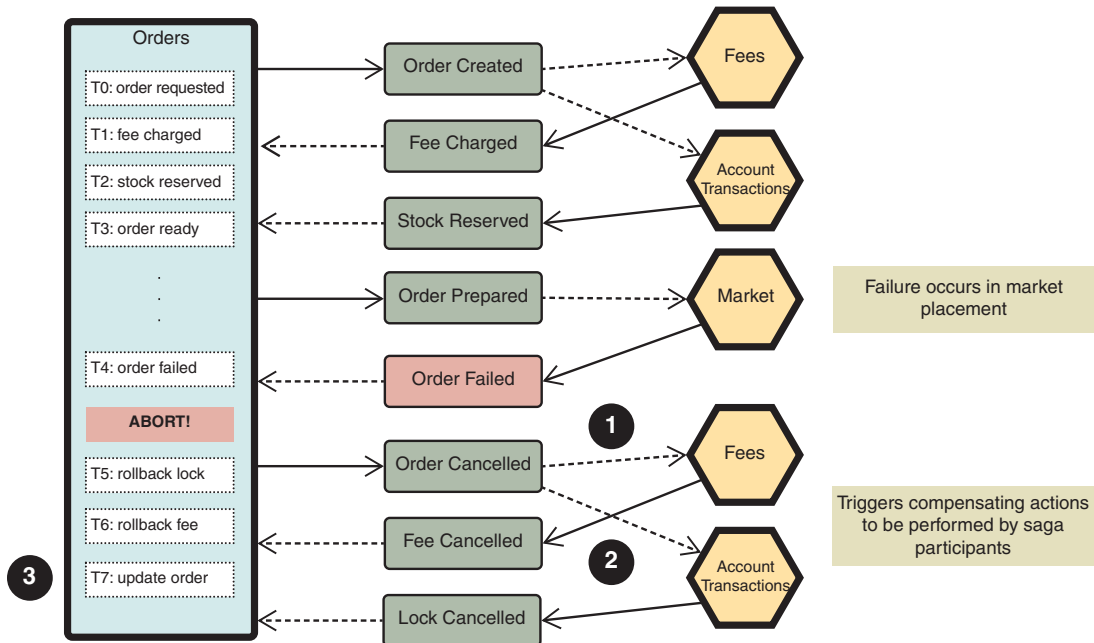 Orders
T0: order requested
T1: fee charged
T2: stock reserved
T3: order ready
.
.
.
T4: order failed
ABORT!
T5: rollback lock
T6: rollback fee
T7: update order
3
Order Created
Fee Charged
Stock Reserved
Order Prepared
Order Failed
Order Cancelled
Fee Cancelled
Lock Cancelled
1
2
Fees
Account
Transactions
Market
Fees
Account
Transactions
Failure occurs in market
placement
Triggers compensating actions
to be performed by saga
participants